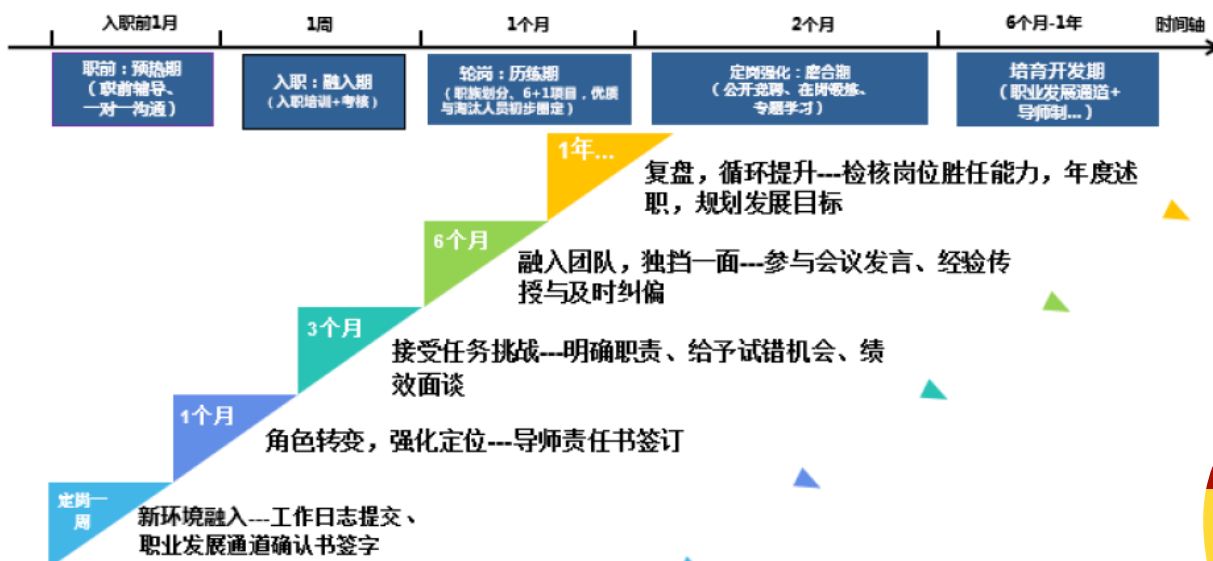 入职前1月
1周
1个月
2个月
6个月-1年
时间轴
职前：预热期
（职前辅导、
一对一沟通）
入职：融入期
（入职培训+考核）
轮岗：历练期
（职族划分、6+1项目，优质
与淘汰人员初步圈定）
定岗强化：磨合期
（公开竞聘、在岗锻炼、
专题学习）
培育开发期
（职业发展通道+
导师制...）
1年...
复盘，循环提升---检核岗位胜任能力，年度述
职，规划发展目标
6个月
融入团队，独挡一面---参与会议发言、经验传
授与及时纠偏
3个月
接受任务挑战---明确职责、给予试错机会、绩
效面谈
1个月
角色转变，强化定位---导师责任书签订
定岗一
周
新环境融入---工作日志提交、
职业发展通道确认书签字